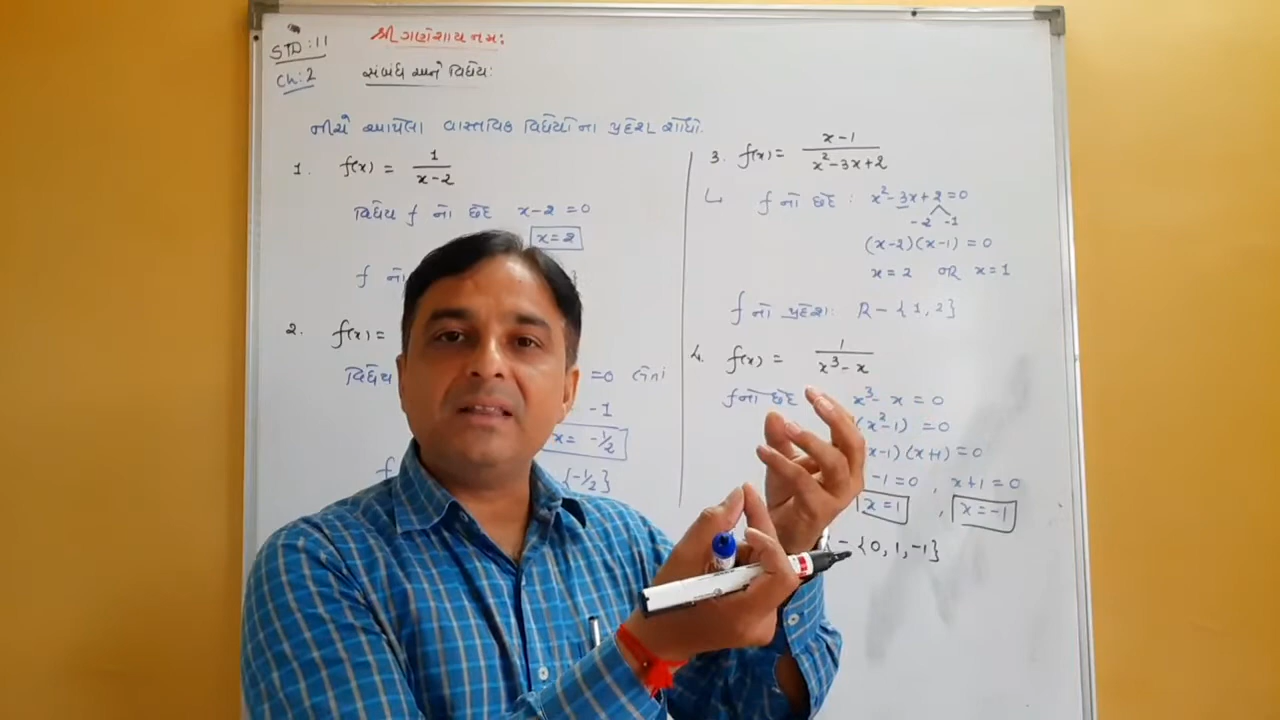 STD:11
Ch:2
શ્રી ગણેશાય નમ:
સંબંધ અને વિધેય:
નીચે આપેલા વાસ્તવિક વિધેયોના પ્રદેશ શોધો.
1. f(x) = 1/(x-2)
વિધેય f નો છેદ x-2=0
x=2
f નો
2. f(x) =
વિધેય =0 લેતાં
-1
x= -1/2
f {-1/2}
3. f(x)= (x-1)/(x²-3x+2)
f નો છેદ: x²-3x+2=0
-2 -1
(x-2)(x-1)=0
x=2 OR x=1
f નો પ્રદેશ: R-{1,2}
4. f(x) = 1/(x³-x)
f નો છેદ x³-x=0
(x²-1)=0
x-1)(x+1)=0
-1=0, x+1=0
x=1, x=-1
-{0,1,-1}